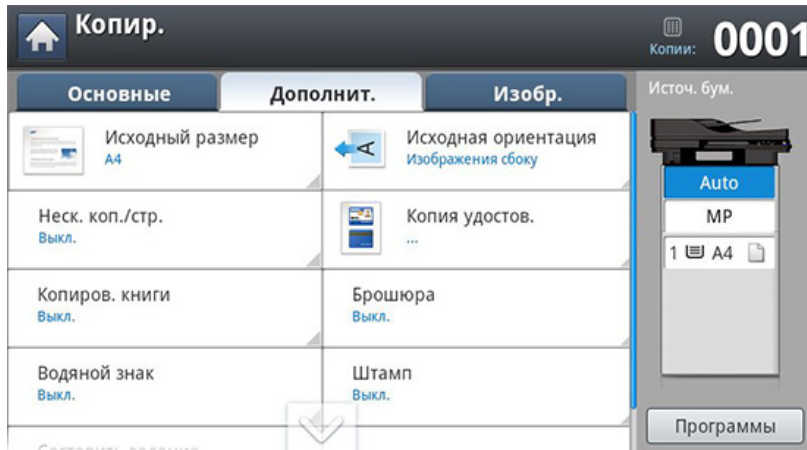 Копир.
Копии: 0001
Основные
Дополнит.
Изобр.
Источ. бум.
Исходный размер
A4
Исходная ориентация
Изображения сбоку
Auto
MP
1 A4
Неск. коп./стр.
Выкл.
Копия удостов.
...
Копиров. книги
Выкл.
Брошюра
Выкл.
Водяной знак
Выкл.
Штамп
Выкл.
Программы